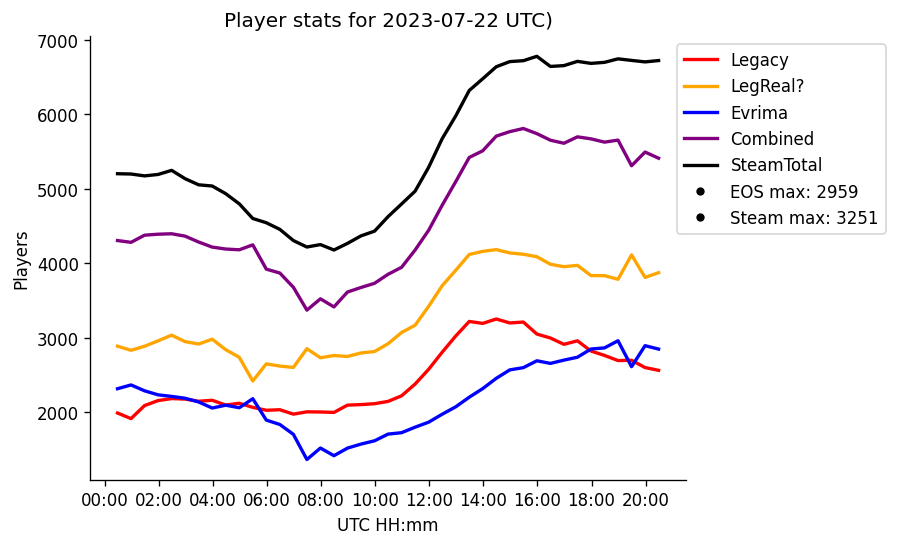 Player stats for 2023-07-22 UTC)
7000
6000
5000
4000
3000
2000
Players
00:00 02:00 04:00 06:00 08:00 10:00 12:00 14:00 16:00 18:00 20:00
UTC HH:mm
Legacy
LegReal?
Evrima
Combined
SteamTotal
EOS max: 2959
Steam max: 3251